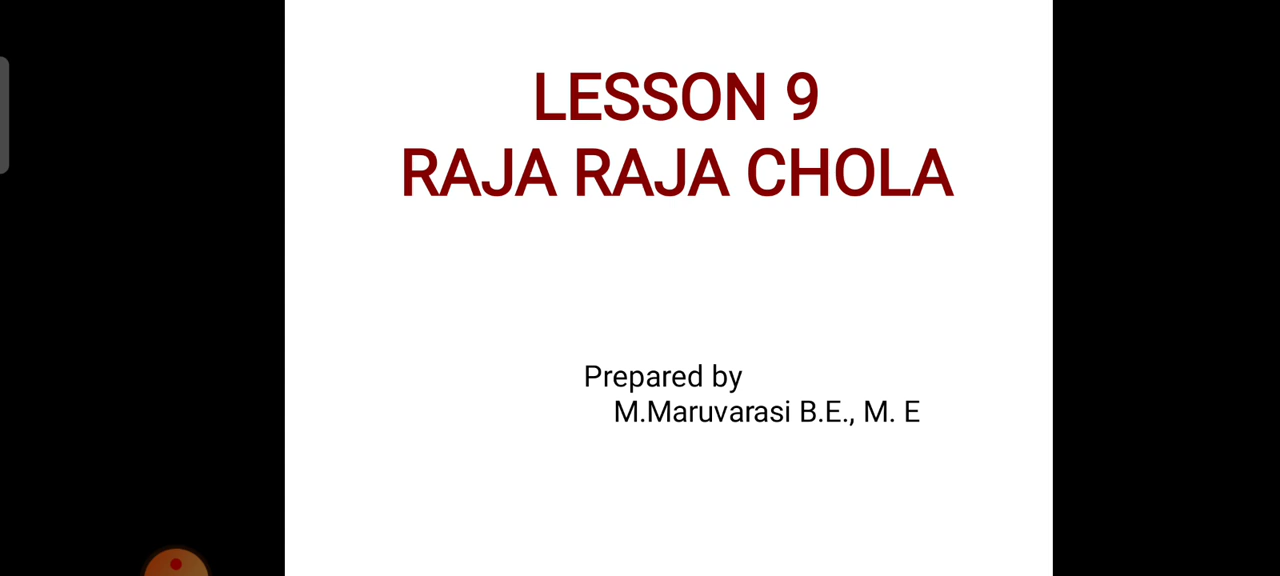 LESSON 9
RAJA RAJA CHOLA
Prepared by
M.Maruvarasi B.E., M. E